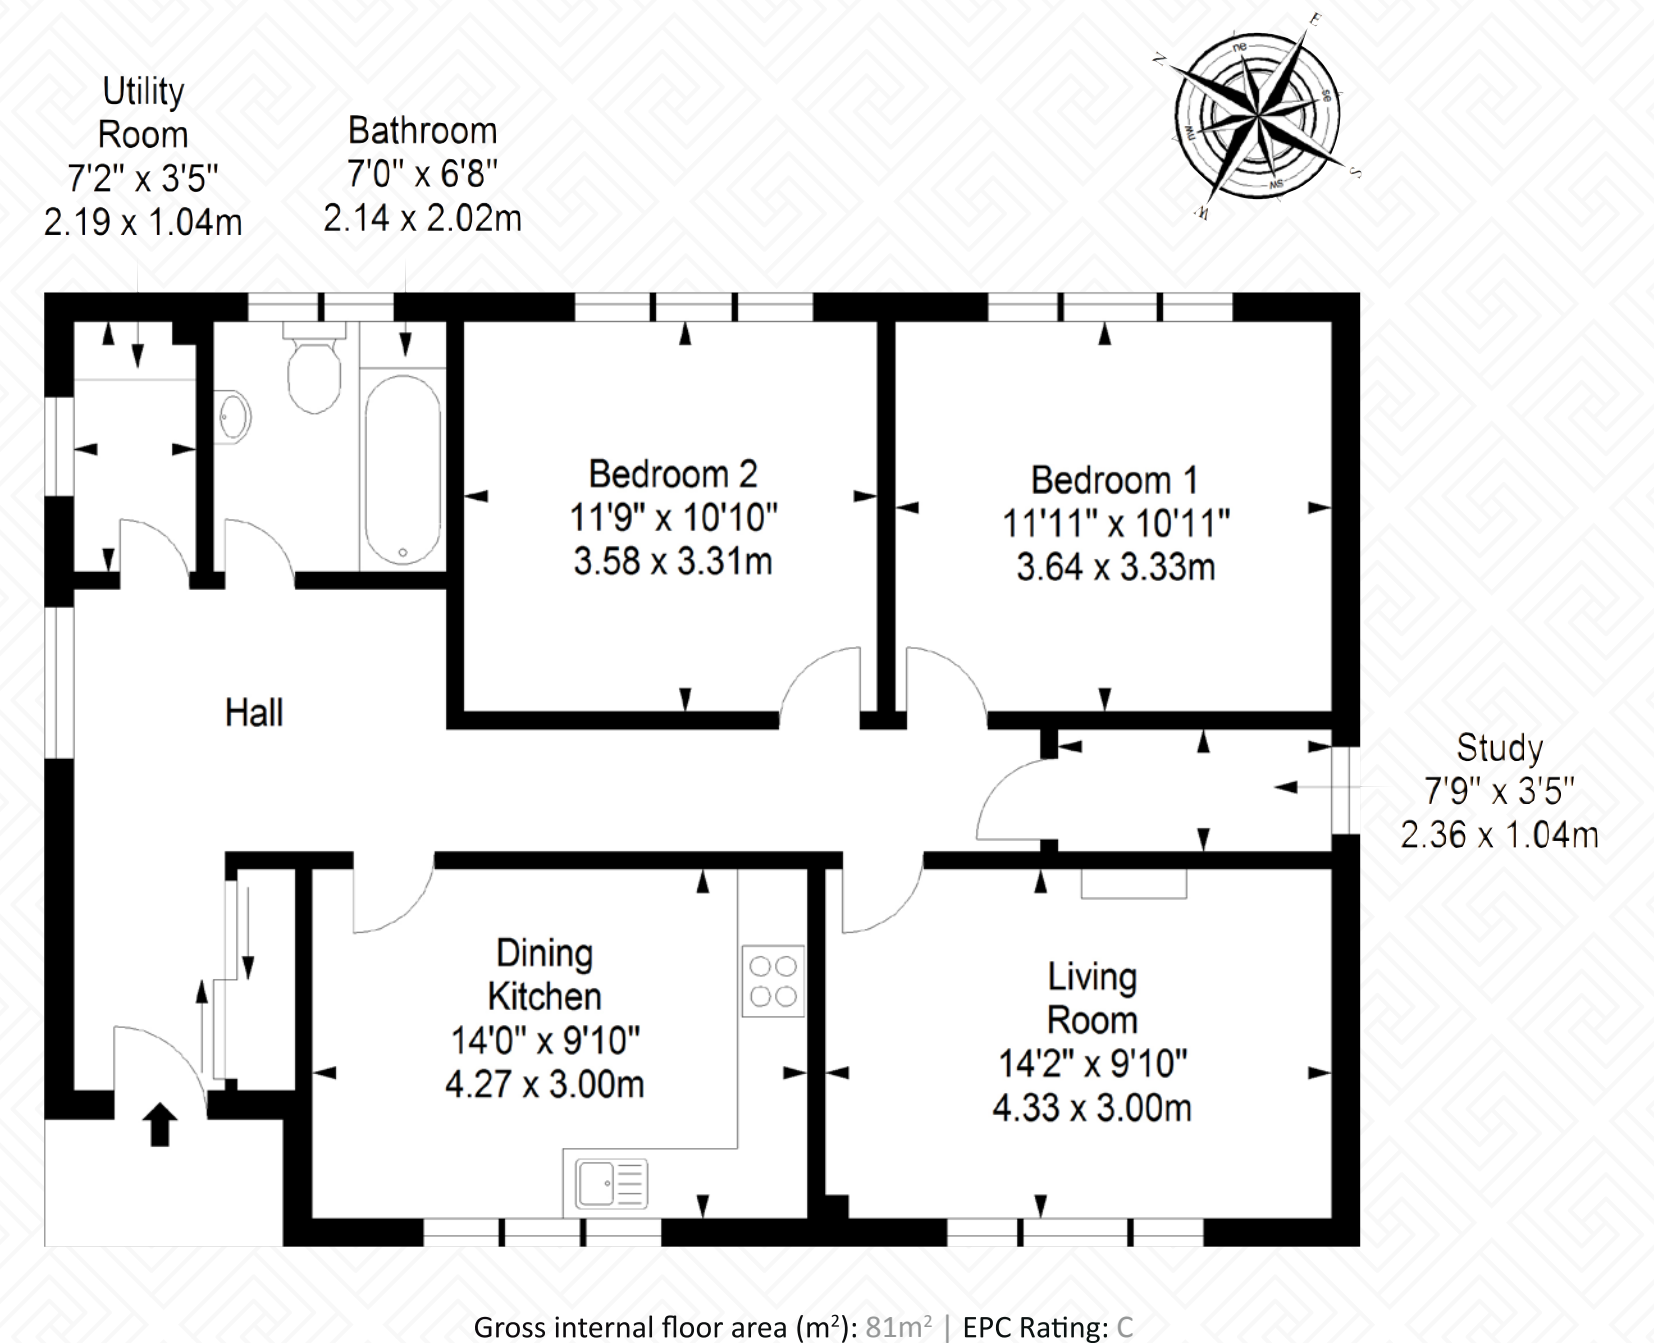 E
N
ne
se
nw
sw
S
W
Utility
Room
7'2" x 3'5"
2.19 x 1.04m
Bathroom
7'0" x 6'8"
2.14 x 2.02m
Bedroom 2
11'9" x 10'10"
3.58 x 3.31m
Bedroom 1
11'11" x 10'11"
3.64 x 3.33m
Hall
Study
7'9" x 3'5"
2.36 x 1.04m
Dining
Kitchen
14'0" x 9'10"
4.27 x 3.00m
Living
Room
14'2" x 9'10"
4.33 x 3.00m
Gross internal floor area (m²): 81m² | EPC Rating: C